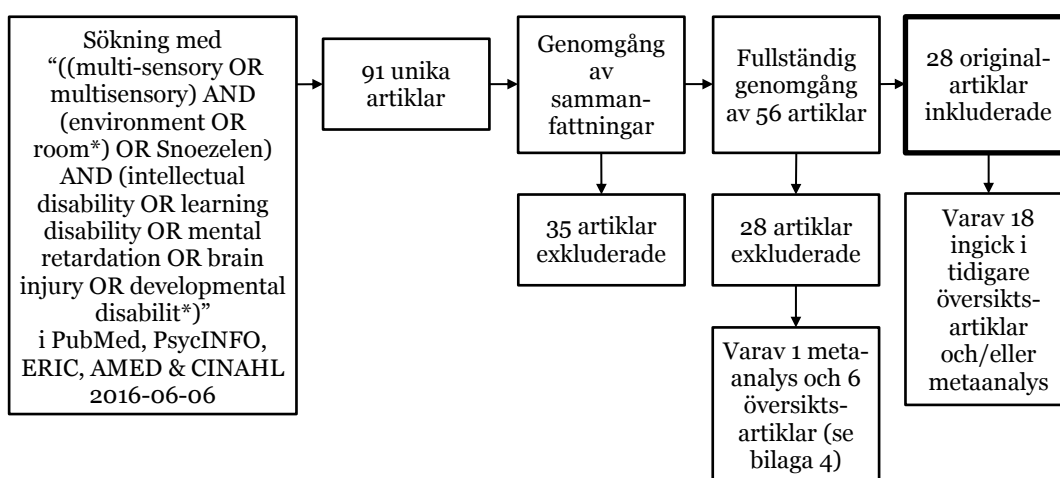 Sökning med
“((multi-sensory OR
multisensory) AND
(environment OR
room*) OR Snoezelen)
AND (intellectual
disability OR learning
disability OR mental
retardation OR brain
injury OR developmental
disabilit*)”
i PubMed, PsycINFO,
ERIC, AMED & CINAHL
2016-06-06
91 unika
artiklar
Genomgång
av
samman-
fattningar
Fullständig
genomgång
av 56 artiklar
28 original-
artiklar
inkluderade
35 artiklar
exkluderade
28 artiklar
exkluderade
Varav 18
ingick i
tidigare
översikts-
artiklar
och/eller
metaanalys
Varav 1 meta-
analys och 6
översikts-
artiklar (se
bilaga 4)